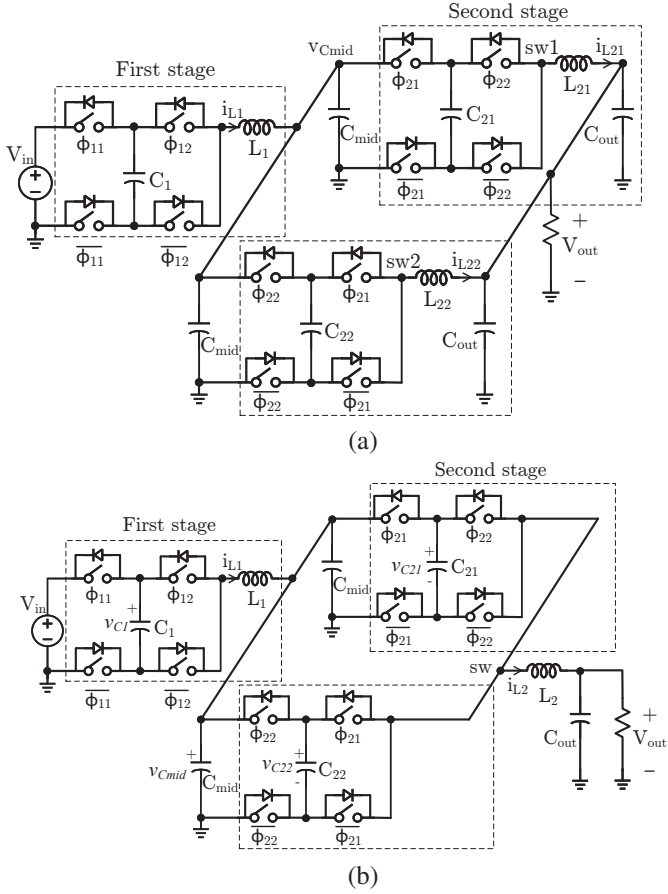 Second stage
v_Cmid
ϕ21
ϕ22
sw1
i_L21
L21
First stage
ϕ11
ϕ12
i_L1
L1
C_mid
C21
C_out
V_in
C1
ϕ21̅
ϕ22̅
ϕ11̅
ϕ12̅
+
V_out
−
ϕ22
ϕ21
sw2
i_L22
L22
C_mid
C22
C_out
ϕ22̅
ϕ21̅
(a)
Second stage
First stage
ϕ21
ϕ22
ϕ11
ϕ12
i_L1
L1
C_mid
+
v_C21
-
C21
V_in
+
v_C1
C1
ϕ21̅
ϕ22̅
ϕ11̅
ϕ12̅
sw
i_L2
L2
ϕ22
ϕ21
+
v_Cmid
C_mid
+
v_C22
-
C22
C_out
+
V_out
−
ϕ22̅
ϕ21̅
(b)